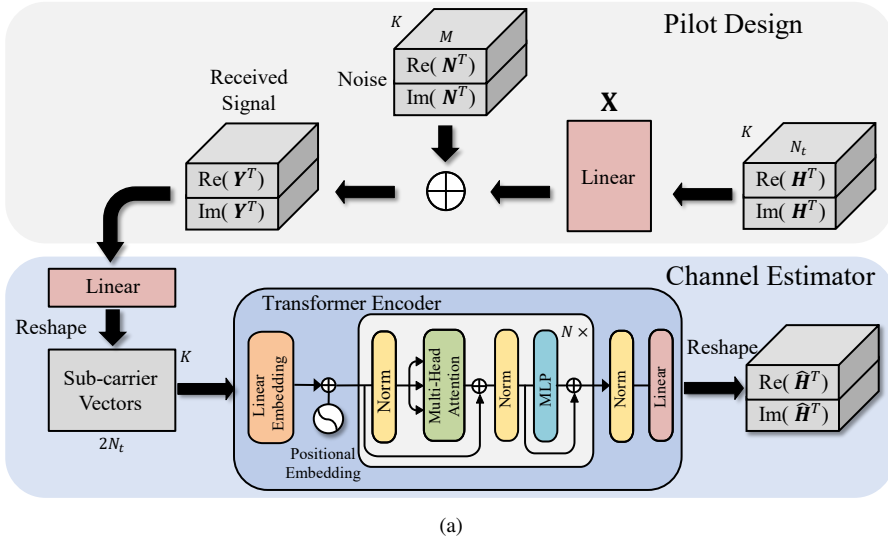 Pilot Design
K
M
Re( N^T )
Im( N^T )
Noise
Received
Signal
Re( Y^T )
Im( Y^T )
X
Linear
K
N_t
Re( H^T )
Im( H^T )
Channel Estimator
Linear
Reshape
K
Sub-carrier
Vectors
2N_t
Transformer Encoder
Linear
Embedding
Positional
Embedding
N ×
Norm
Multi-Head
Attention
Norm
MLP
Norm
Linear
Reshape
Re( Ĥ^T )
Im( Ĥ^T )
(a)